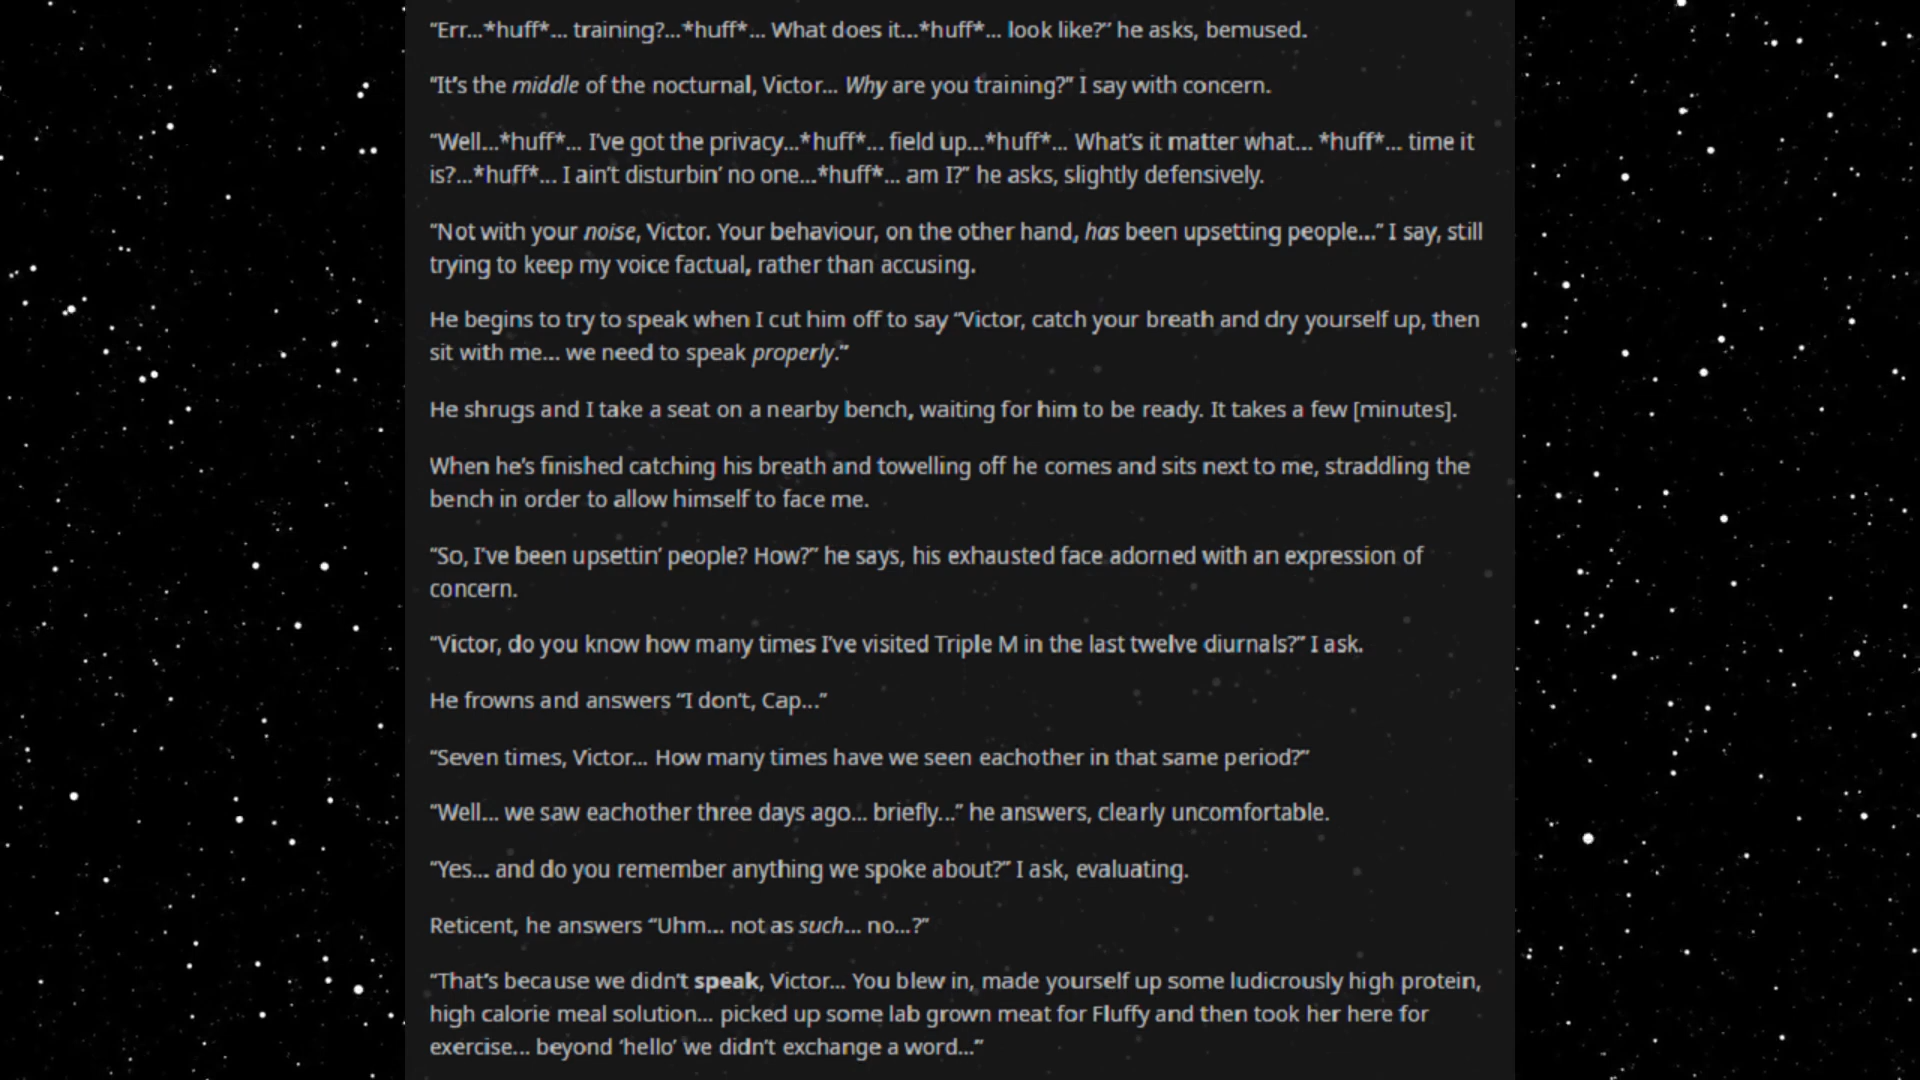 “Err...*huff*... training?...*huff*... What does it...*huff*... look like?” he asks, bemused.
“It’s the middle of the nocturnal, Victor... Why are you training?” I say with concern.
“Well...*huff*... I’ve got the privacy...*huff*... field up...*huff*... What’s it matter what... *huff*... time it
is?...*huff*... I ain’t disturbin’ no one...*huff*... am I?” he asks, slightly defensively.
“Not with your noise, Victor. Your behaviour, on the other hand, has been upsetting people...” I say, still
trying to keep my voice factual, rather than accusing.
He begins to try to speak when I cut him off to say “Victor, catch your breath and dry yourself up, then
sit with me... we need to speak properly.”
He shrugs and I take a seat on a nearby bench, waiting for him to be ready. It takes a few [minutes].
When he’s finished catching his breath and towelling off he comes and sits next to me, straddling the
bench in order to allow himself to face me.
“So, I’ve been upsettin’ people? How?” he says, his exhausted face adorned with an expression of
concern.
“Victor, do you know how many times I’ve visited Triple M in the last twelve diurnals?” I ask.
He frowns and answers “I don’t, Cap...”
“Seven times, Victor... How many times have we seen eachother in that same period?”
“Well... we saw eachother three days ago... briefly...” he answers, clearly uncomfortable.
“Yes... and do you remember anything we spoke about?” I ask, evaluating.
Reticent, he answers “Uhm... not as such... no...?”
“That’s because we didn’t speak, Victor... You blew in, made yourself up some ludicrously high protein,
high calorie meal solution... picked up some lab grown meat for Fluffy and then took her here for
exercise... beyond ‘hello’ we didn’t exchange a word...”